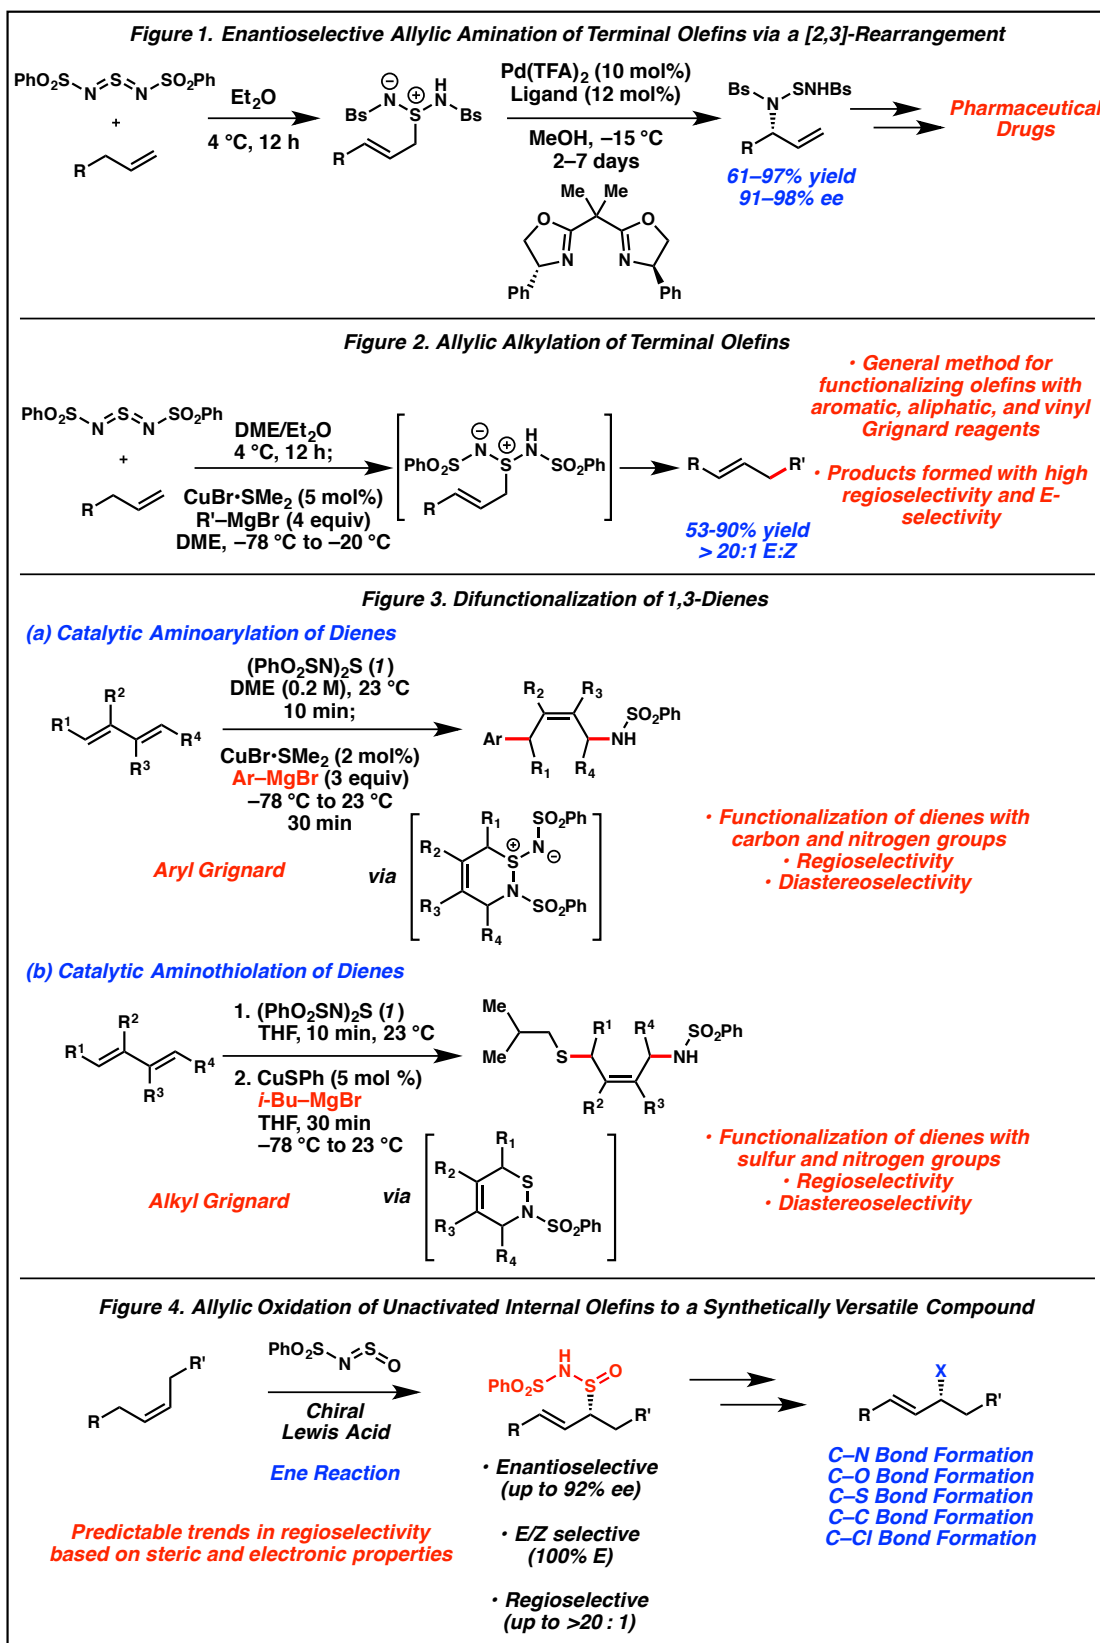 Figure 1. Enantioselective Allylic Amination of Terminal Olefins via a [2,3]-Rearrangement
PhO2S N S N SO2Ph
+
R
Et2O
4 °C, 12 h
⊖ N Bs S ⊕ H N Bs
R
Pd(TFA)2 (10 mol%)
Ligand (12 mol%)
MeOH, –15 °C
2–7 days
Me Me
O O
N N
Ph Ph
Bs N SNHBs
R
61–97% yield
91–98% ee
Pharmaceutical
Drugs
Figure 2. Allylic Alkylation of Terminal Olefins
PhO2S N S N SO2Ph
+
R
DME/Et2O
4 °C, 12 h;
CuBr•SMe2 (5 mol%)
R'–MgBr (4 equiv)
DME, –78 °C to –20 °C
PhO2S ⊖ N S ⊕ H N SO2Ph
R
R R'
53-90% yield
> 20:1 E:Z
• General method for
functionalizing olefins with
aromatic, aliphatic, and vinyl
Grignard reagents
• Products formed with high
regioselectivity and E-
selectivity
Figure 3. Difunctionalization of 1,3-Dienes
(a) Catalytic Aminoarylation of Dienes
R1 R2 R3 R4
(PhO2SN)2S (1)
DME (0.2 M), 23 °C
10 min;
CuBr•SMe2 (2 mol%)
Ar–MgBr (3 equiv)
–78 °C to 23 °C
30 min
R2 R3 SO2Ph
Ar NH
R1 R4
Aryl Grignard
via
R1 SO2Ph
R2 ⊕ S N ⊖
R3 N SO2Ph
R4
• Functionalization of dienes with
carbon and nitrogen groups
• Regioselectivity
• Diastereoselectivity
(b) Catalytic Aminothiolation of Dienes
R1 R2 R3 R4
1. (PhO2SN)2S (1)
THF, 10 min, 23 °C
2. CuSPh (5 mol %)
i-Bu–MgBr
THF, 30 min
–78 °C to 23 °C
Me
Me
R1 R4 SO2Ph
S NH
R2 R3
Alkyl Grignard
via
R1
R2 S
R3 N SO2Ph
R4
• Functionalization of dienes with
sulfur and nitrogen groups
• Regioselectivity
• Diastereoselectivity
Figure 4. Allylic Oxidation of Unactivated Internal Olefins to a Synthetically Versatile Compound
R R'
PhO2S N S O
Chiral
Lewis Acid
Ene Reaction
Predictable trends in regioselectivity
based on steric and electronic properties
H
N O
PhO2S S
R R'
• Enantioselective
(up to 92% ee)
• E/Z selective
(100% E)
• Regioselective
(up to >20 : 1)
X
R R'
C–N Bond Formation
C–O Bond Formation
C–S Bond Formation
C–C Bond Formation
C–Cl Bond Formation